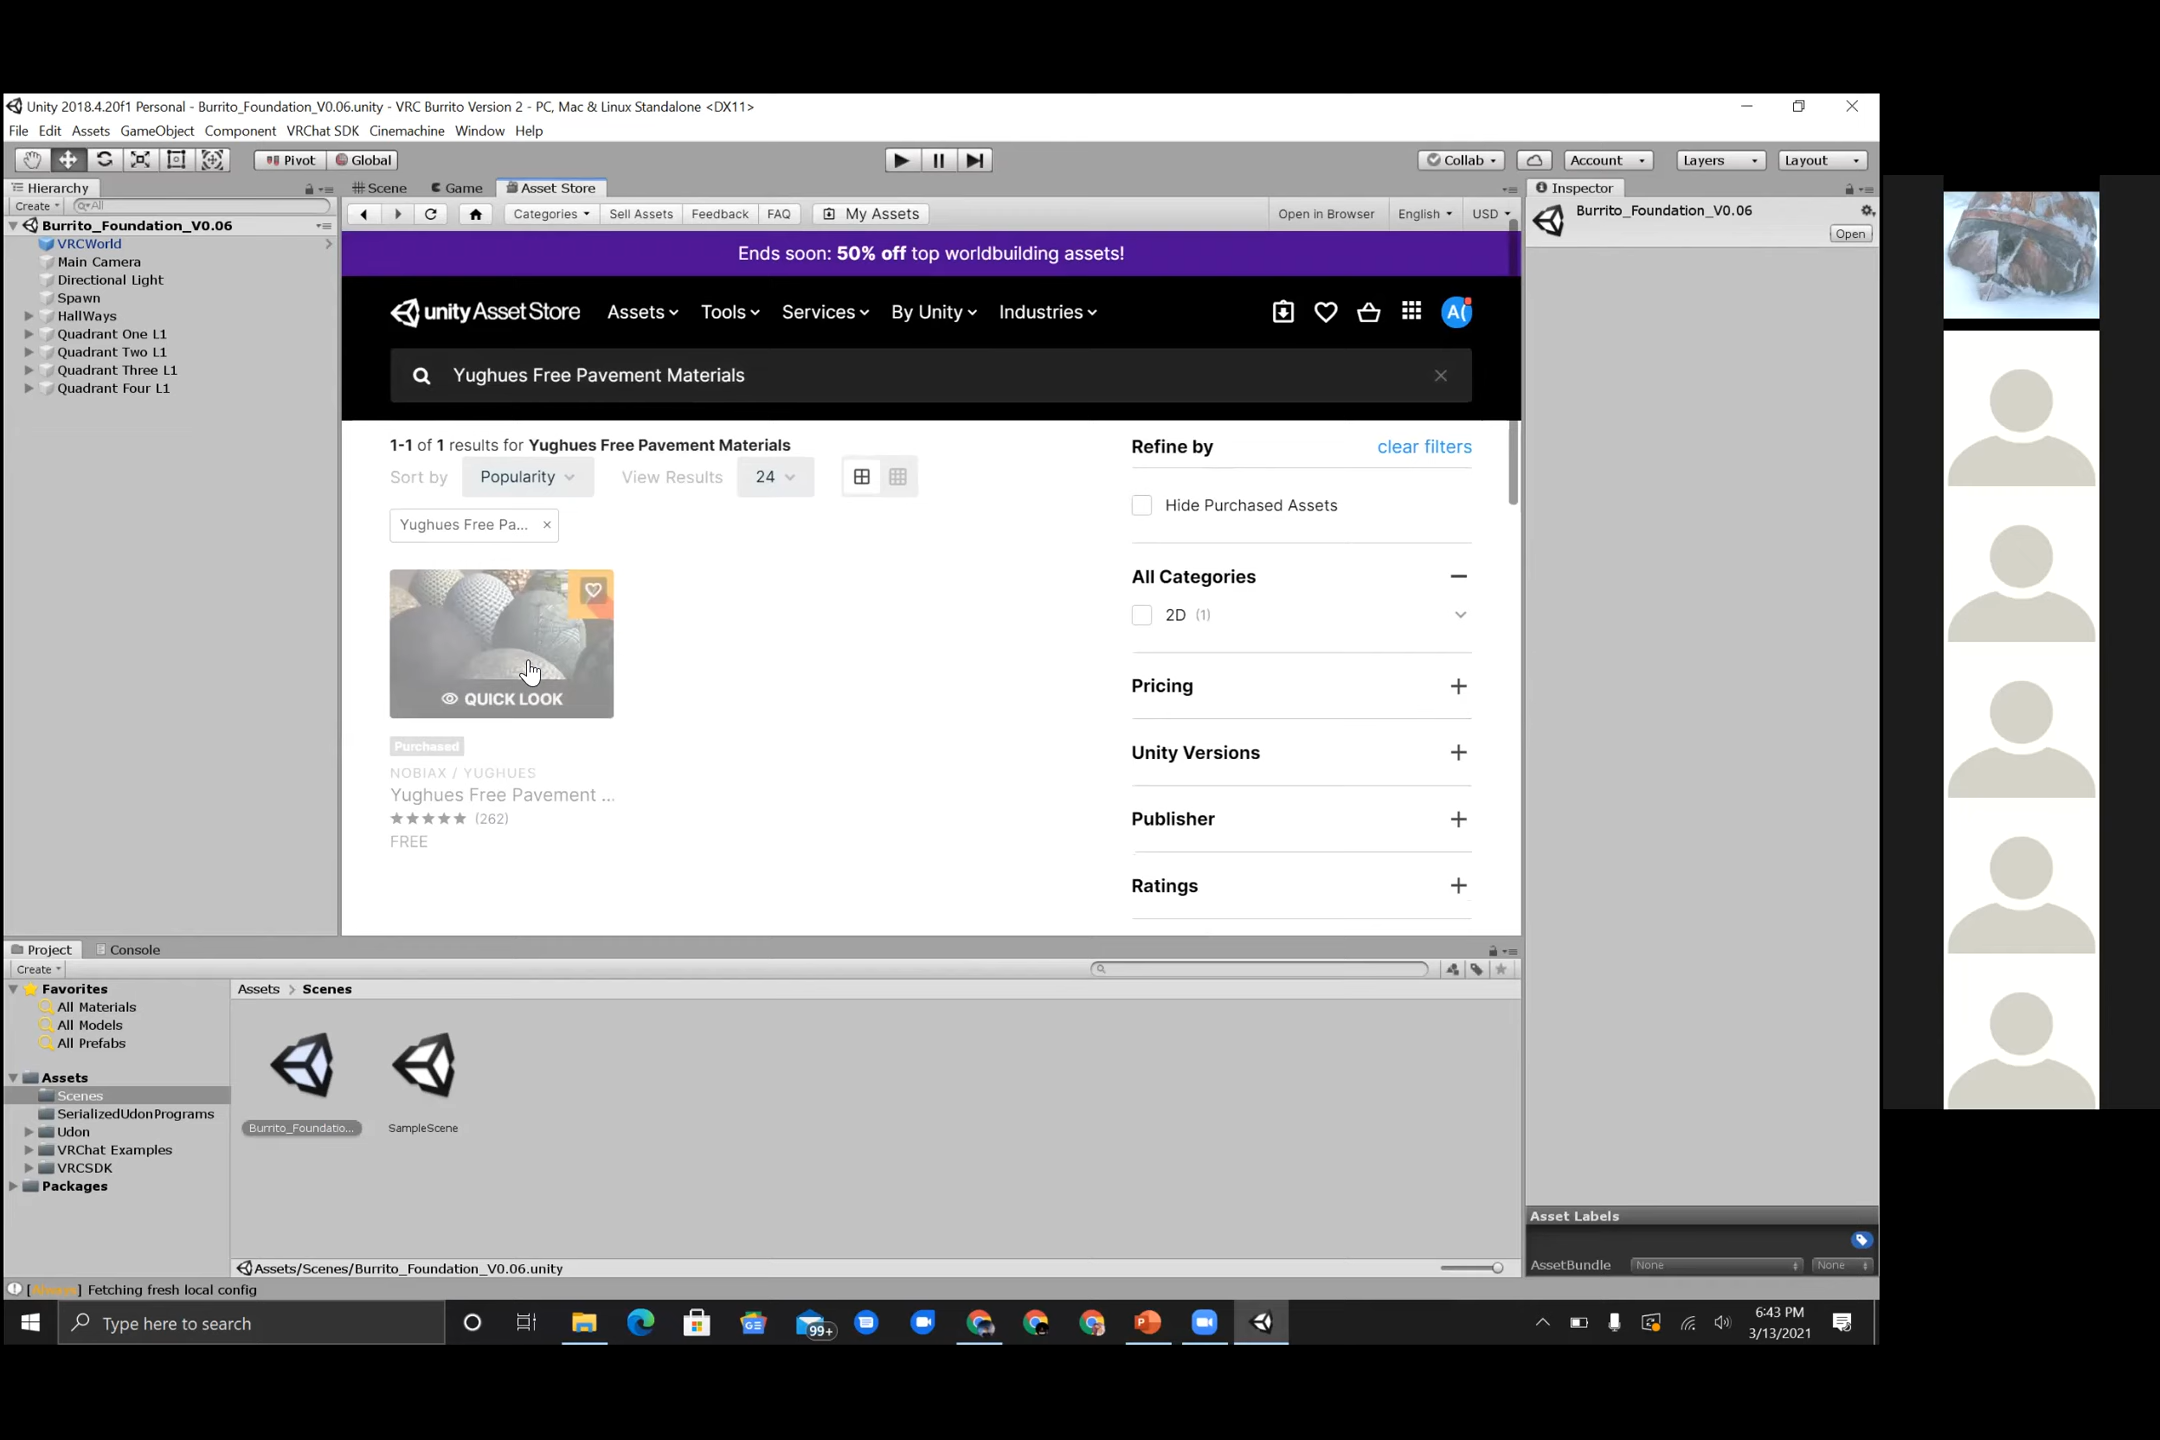 Unity 2018.4.20f1 Personal - Burrito_Foundation_V0.06.unity - VRC Burrito Version 2 - PC, Mac & Linux Standalone <DX11>
File Edit Assets GameObject Component VRChat SDK Cinemachine Window Help
Pivot Global Collab Account Layers Layout
Hierarchy
Create All
Burrito_Foundation_V0.06
VRCWorld
Main Camera
Directional Light
Spawn
HallWays
Quadrant One L1
Quadrant Two L1
Quadrant Three L1
Quadrant Four L1
Scene Game Asset Store
Categories Sell Assets Feedback FAQ My Assets Open in Browser English USD
Ends soon: 50% off top worldbuilding assets!
unity Asset Store Assets Tools Services By Unity Industries A(
Yughues Free Pavement Materials
1-1 of 1 results for Yughues Free Pavement Materials
Sort by Popularity View Results 24
Yughues Free Pa... ×
QUICK LOOK
Purchased
NOBIAX / YUGHUES
Yughues Free Pavement ...
(262)
FREE
Refine by clear filters
Hide Purchased Assets
All Categories
2D (1)
Pricing
Unity Versions
Publisher
Ratings
Inspector
Burrito_Foundation_V0.06
Open
Project Console
Create
Favorites
All Materials
All Models
All Prefabs
Assets
Scenes
SerializedUdonPrograms
Udon
VRChat Examples
VRCSDK
Packages
Assets > Scenes
Burrito_Foundatio...
SampleScene
Assets/Scenes/Burrito_Foundation_V0.06.unity
Asset Labels
AssetBundle None None
Fetching fresh local config
Type here to search
GE
99+
6:43 PM
3/13/2021